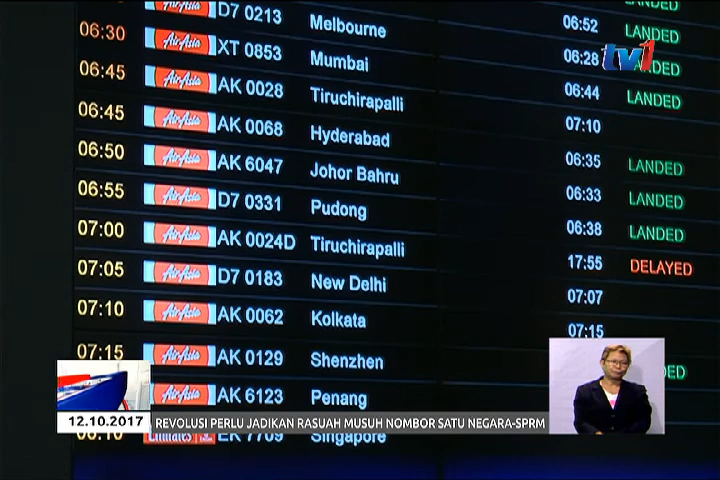 LANDED
AirAsia D7 0213 Melbourne 06:52 LANDED
06:30 AirAsia XT 0853 Mumbai 06:28 LANDED
06:45 AirAsia AK 0028 Tiruchirapalli 06:44 LANDED
06:45 AirAsia AK 0068 Hyderabad 07:10
06:50 AirAsia AK 6047 Johor Bahru 06:35 LANDED
06:55 AirAsia D7 0331 Pudong 06:33 LANDED
07:00 AirAsia AK 0024D Tiruchirapalli 06:38 LANDED
07:05 AirAsia D7 0183 New Delhi 17:55 DELAYED
07:10 AirAsia AK 0062 Kolkata 07:07
07:15 AirAsia AK 0129 Shenzhen 07:15
AirAsia AK 6123 Penang
Emirates EK 7709 Singapore
tv1
12.10.2017 REVOLUSI PERLU JADIKAN RASUAH MUSUH NOMBOR SATU NEGARA-SPRM